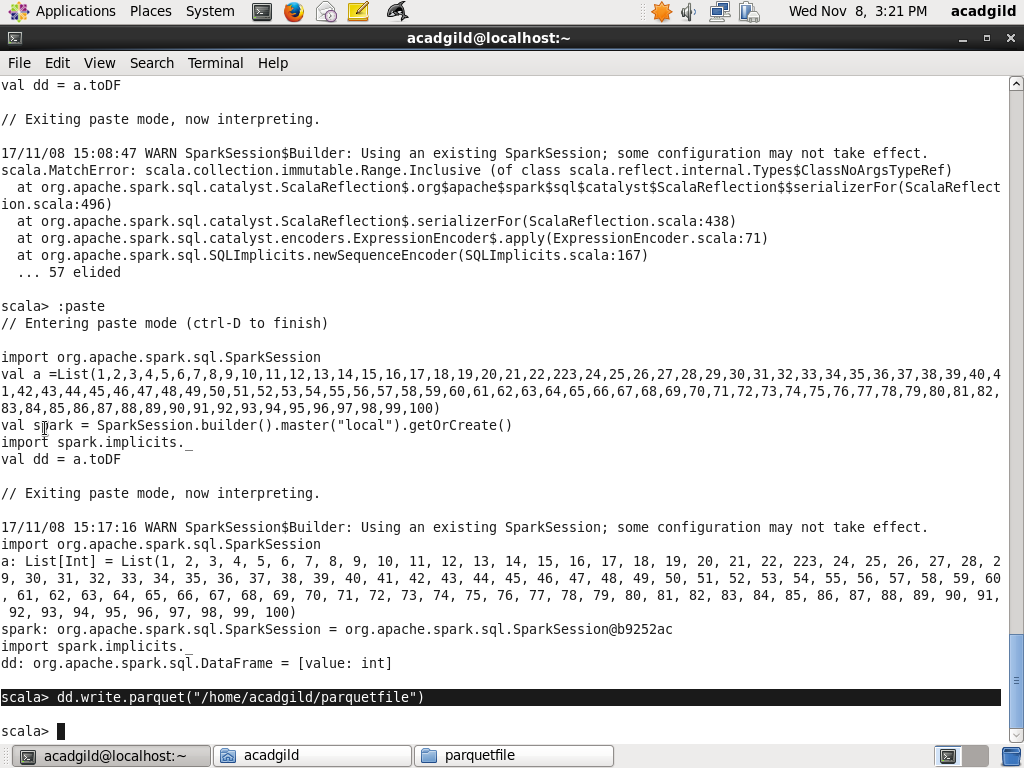 Applications Places System Wed Nov 8, 3:21 PM acadgild
acadgild@localhost:~
File Edit View Search Terminal Help
val dd = a.toDF
// Exiting paste mode, now interpreting.
17/11/08 15:08:47 WARN SparkSession$Builder: Using an existing SparkSession; some configuration may not take effect.
scala.MatchError: scala.collection.immutable.Range.Inclusive (of class scala.reflect.internal.Types$ClassNoArgsTypeRef)
  at org.apache.spark.sql.catalyst.ScalaReflection$.org$apache$spark$sql$catalyst$ScalaReflection$$serializerFor(ScalaReflect
ion.scala:496)
  at org.apache.spark.sql.catalyst.ScalaReflection$.serializerFor(ScalaReflection.scala:438)
  at org.apache.spark.sql.catalyst.encoders.ExpressionEncoder$.apply(ExpressionEncoder.scala:71)
  at org.apache.spark.sql.SQLImplicits.newSequenceEncoder(SQLImplicits.scala:167)
  ... 57 elided
scala> :paste
// Entering paste mode (ctrl-D to finish)
import org.apache.spark.sql.SparkSession
val a =List(1,2,3,4,5,6,7,8,9,10,11,12,13,14,15,16,17,18,19,20,21,22,223,24,25,26,27,28,29,30,31,32,33,34,35,36,37,38,39,40,4
1,42,43,44,45,46,47,48,49,50,51,52,53,54,55,56,57,58,59,60,61,62,63,64,65,66,67,68,69,70,71,72,73,74,75,76,77,78,79,80,81,82,
83,84,85,86,87,88,89,90,91,92,93,94,95,96,97,98,99,100)
val spark = SparkSession.builder().master("local").getOrCreate()
import spark.implicits._
val dd = a.toDF
// Exiting paste mode, now interpreting.
17/11/08 15:17:16 WARN SparkSession$Builder: Using an existing SparkSession; some configuration may not take effect.
import org.apache.spark.sql.SparkSession
a: List[Int] = List(1, 2, 3, 4, 5, 6, 7, 8, 9, 10, 11, 12, 13, 14, 15, 16, 17, 18, 19, 20, 21, 22, 223, 24, 25, 26, 27, 28, 2
9, 30, 31, 32, 33, 34, 35, 36, 37, 38, 39, 40, 41, 42, 43, 44, 45, 46, 47, 48, 49, 50, 51, 52, 53, 54, 55, 56, 57, 58, 59, 60
, 61, 62, 63, 64, 65, 66, 67, 68, 69, 70, 71, 72, 73, 74, 75, 76, 77, 78, 79, 80, 81, 82, 83, 84, 85, 86, 87, 88, 89, 90, 91,
 92, 93, 94, 95, 96, 97, 98, 99, 100)
spark: org.apache.spark.sql.SparkSession = org.apache.spark.sql.SparkSession@b9252ac
import spark.implicits._
dd: org.apache.spark.sql.DataFrame = [value: int]
scala> dd.write.parquet("/home/acadgild/parquetfile")
scala>
acadgild@localhost:~ acadgild parquetfile